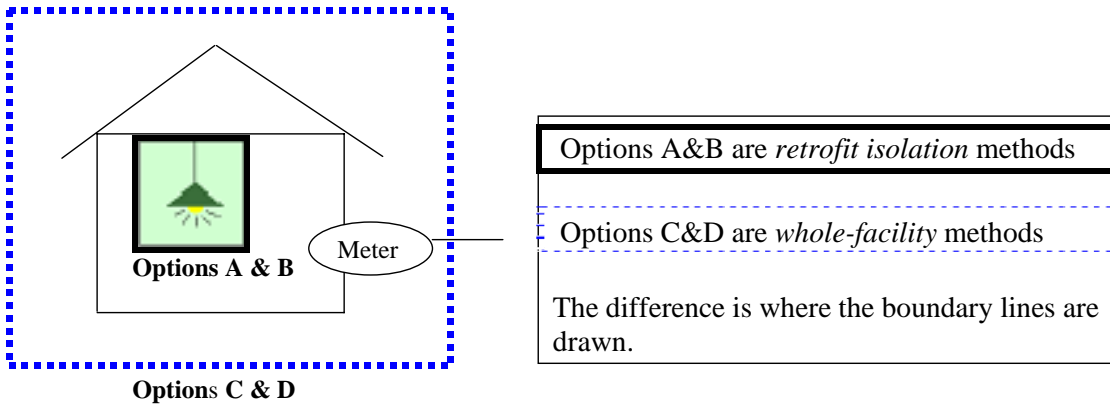 Options A & B
Meter
Options C & D
Options A&B are retrofit isolation methods
Options C&D are whole-facility methods
The difference is where the boundary lines are
drawn.